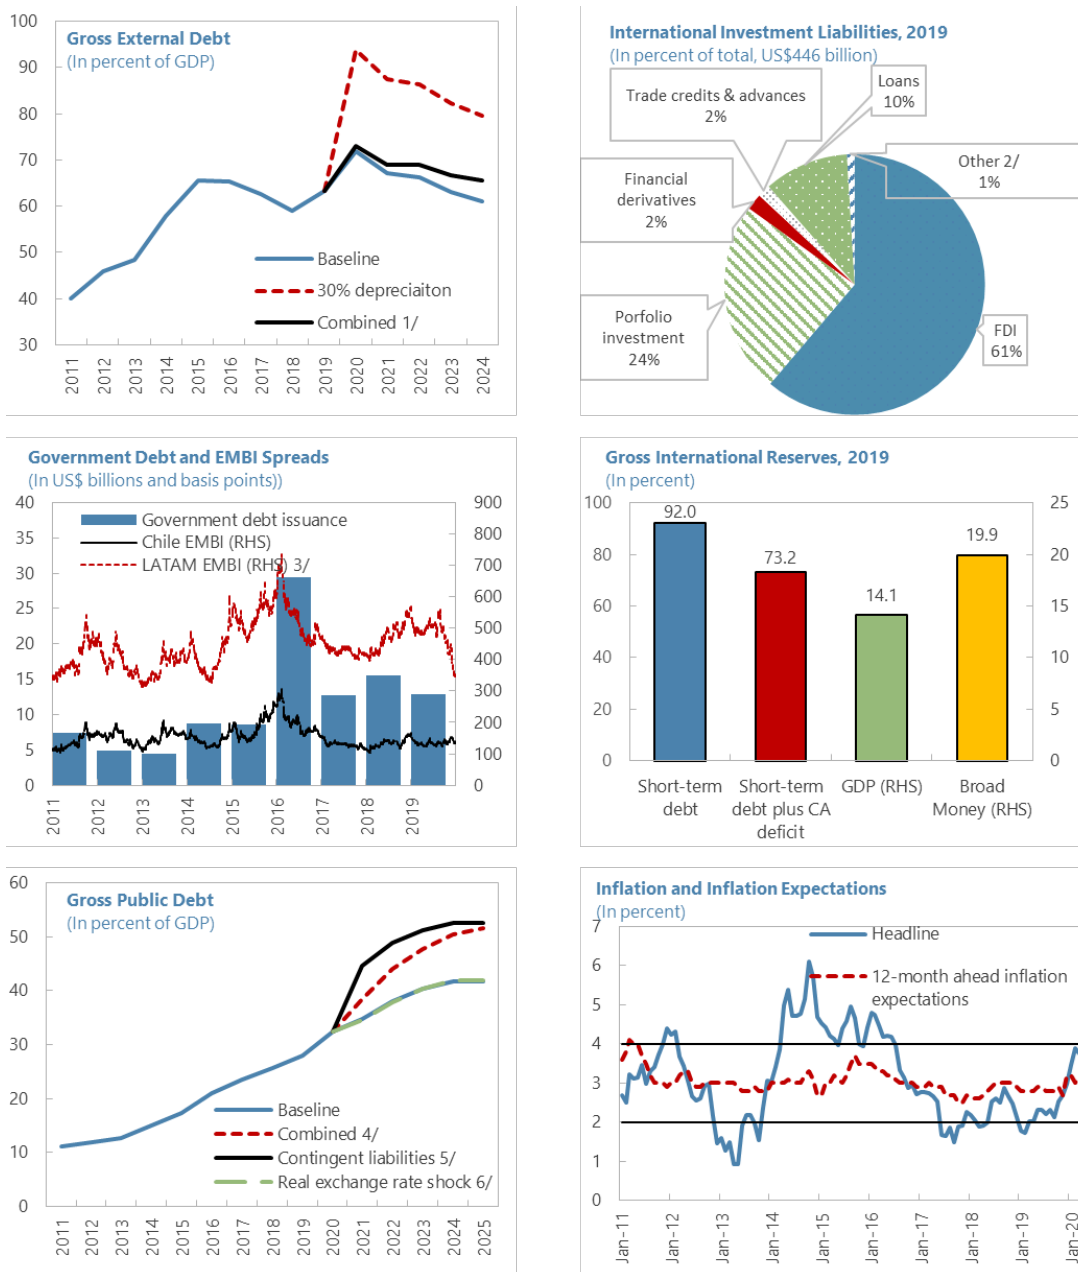 Gross External Debt
(In percent of GDP)
100
90
80
70
60
50
40
30
Baseline
30% depreciaiton
Combined 1/
2011
2012
2013
2014
2015
2016
2017
2018
2019
2020
2021
2022
2023
2024
International Investment Liabilities, 2019
(In percent of total, US$446 billion)
Trade credits & advances
2%
Loans
10%
Other 2/
1%
Financial
derivatives
2%
Porfolio
investment
24%
FDI
61%
Government Debt and EMBI Spreads
(In US$ billions and basis points))
40
35
30
25
20
15
10
5
0
900
800
700
600
500
400
300
200
100
0
Government debt issuance
Chile EMBI (RHS)
LATAM EMBI (RHS) 3/
2011
2012
2013
2014
2015
2016
2017
2018
2019
Gross International Reserves, 2019
(In percent)
100
80
60
40
20
0
25
20
15
10
5
0
92.0
73.2
14.1
19.9
Short-term
debt
Short-term
debt plus CA
deficit
GDP (RHS)
Broad
Money (RHS)
Gross Public Debt
(In percent of GDP)
60
50
40
30
20
10
0
Baseline
Combined 4/
Contingent liabilities 5/
Real exchange rate shock 6/
2011
2012
2013
2014
2015
2016
2017
2018
2019
2020
2021
2022
2023
2024
2025
Inflation and Inflation Expectations
(In percent)
7
6
5
4
3
2
1
0
Headline
12-month ahead inflation
expectations
Jan-11
Jan-12
Jan-13
Jan-14
Jan-15
Jan-16
Jan-17
Jan-18
Jan-19
Jan-20